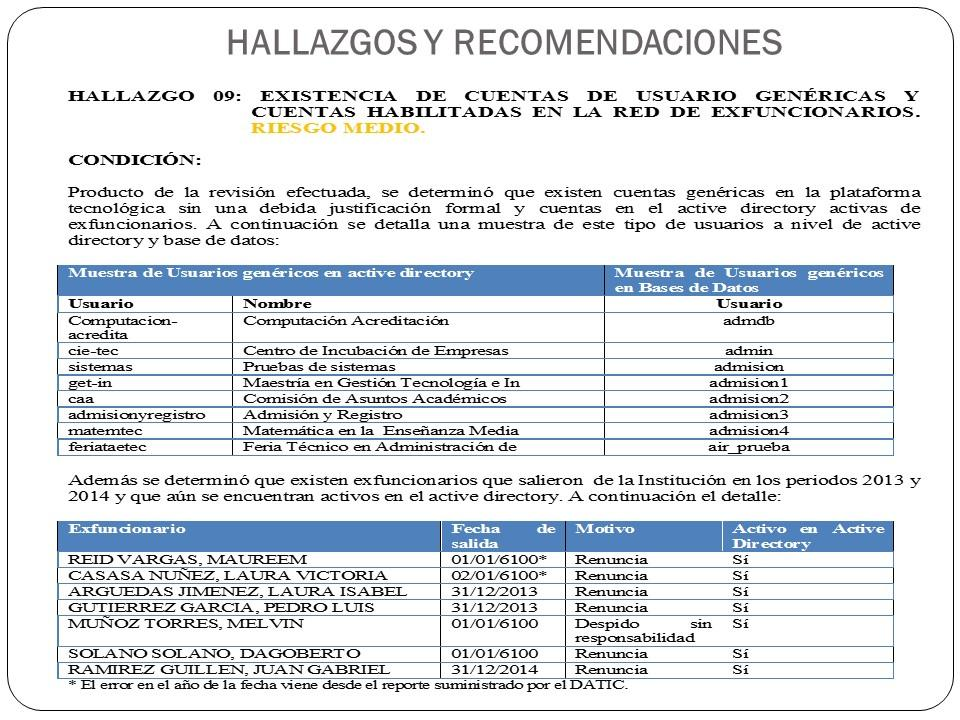 HALLAZGOS Y RECOMENDACIONES
HALLAZGO 09: EXISTENCIA DE CUENTAS DE USUARIO GENÉRICAS Y
CUENTAS HABILITADAS EN LA RED DE EXFUNCIONARIOS.
RIESGO MEDIO.
CONDICIÓN:
Producto de la revisión efectuada, se determinó que existen cuentas genéricas en la plataforma
tecnológica sin una debida justificación formal y cuentas en el active directory activas de
exfuncionarios. A continuación se detalla una muestra de este tipo de usuarios a nivel de active
directory y base de datos:
Muestra de Usuarios genéricos en active directory Muestra de Usuarios genéricos
en Bases de Datos
Usuario Nombre Usuario
Computacion- Computación Acreditación admdb
acredita
cie-tec Centro de Incubación de Empresas admin
sistemas Pruebas de sistemas admision
get-in Maestría en Gestión Tecnología e In admision1
caa Comisión de Asuntos Académicos admision2
admisionyregistro Admisión y Registro admision3
matemtec Matemática en la Enseñanza Media admision4
feriataetec Feria Técnico en Administración de air_prueba
Además se determinó que existen exfuncionarios que salieron de la Institución en los periodos 2013 y
2014 y que aún se encuentran activos en el active directory. A continuación el detalle:
Exfuncionario Fecha de Motivo Activo en Active
salida Directory
REID VARGAS, MAUREEM 01/01/6100* Renuncia Sí
CASASA NUÑEZ, LAURA VICTORIA 02/01/6100* Renuncia Sí
ARGUEDAS JIMENEZ, LAURA ISABEL 31/12/2013 Renuncia Sí
GUTIERREZ GARCIA, PEDRO LUIS 31/12/2013 Renuncia Sí
MUÑOZ TORRES, MELVIN 01/01/6100 Despido sin Sí
responsabilidad
SOLANO SOLANO, DAGOBERTO 01/01/6100 Renuncia Sí
RAMIREZ GUILLEN, JUAN GABRIEL 31/12/2014 Renuncia Sí
* El error en el año de la fecha viene desde el reporte suministrado por el DATIC.